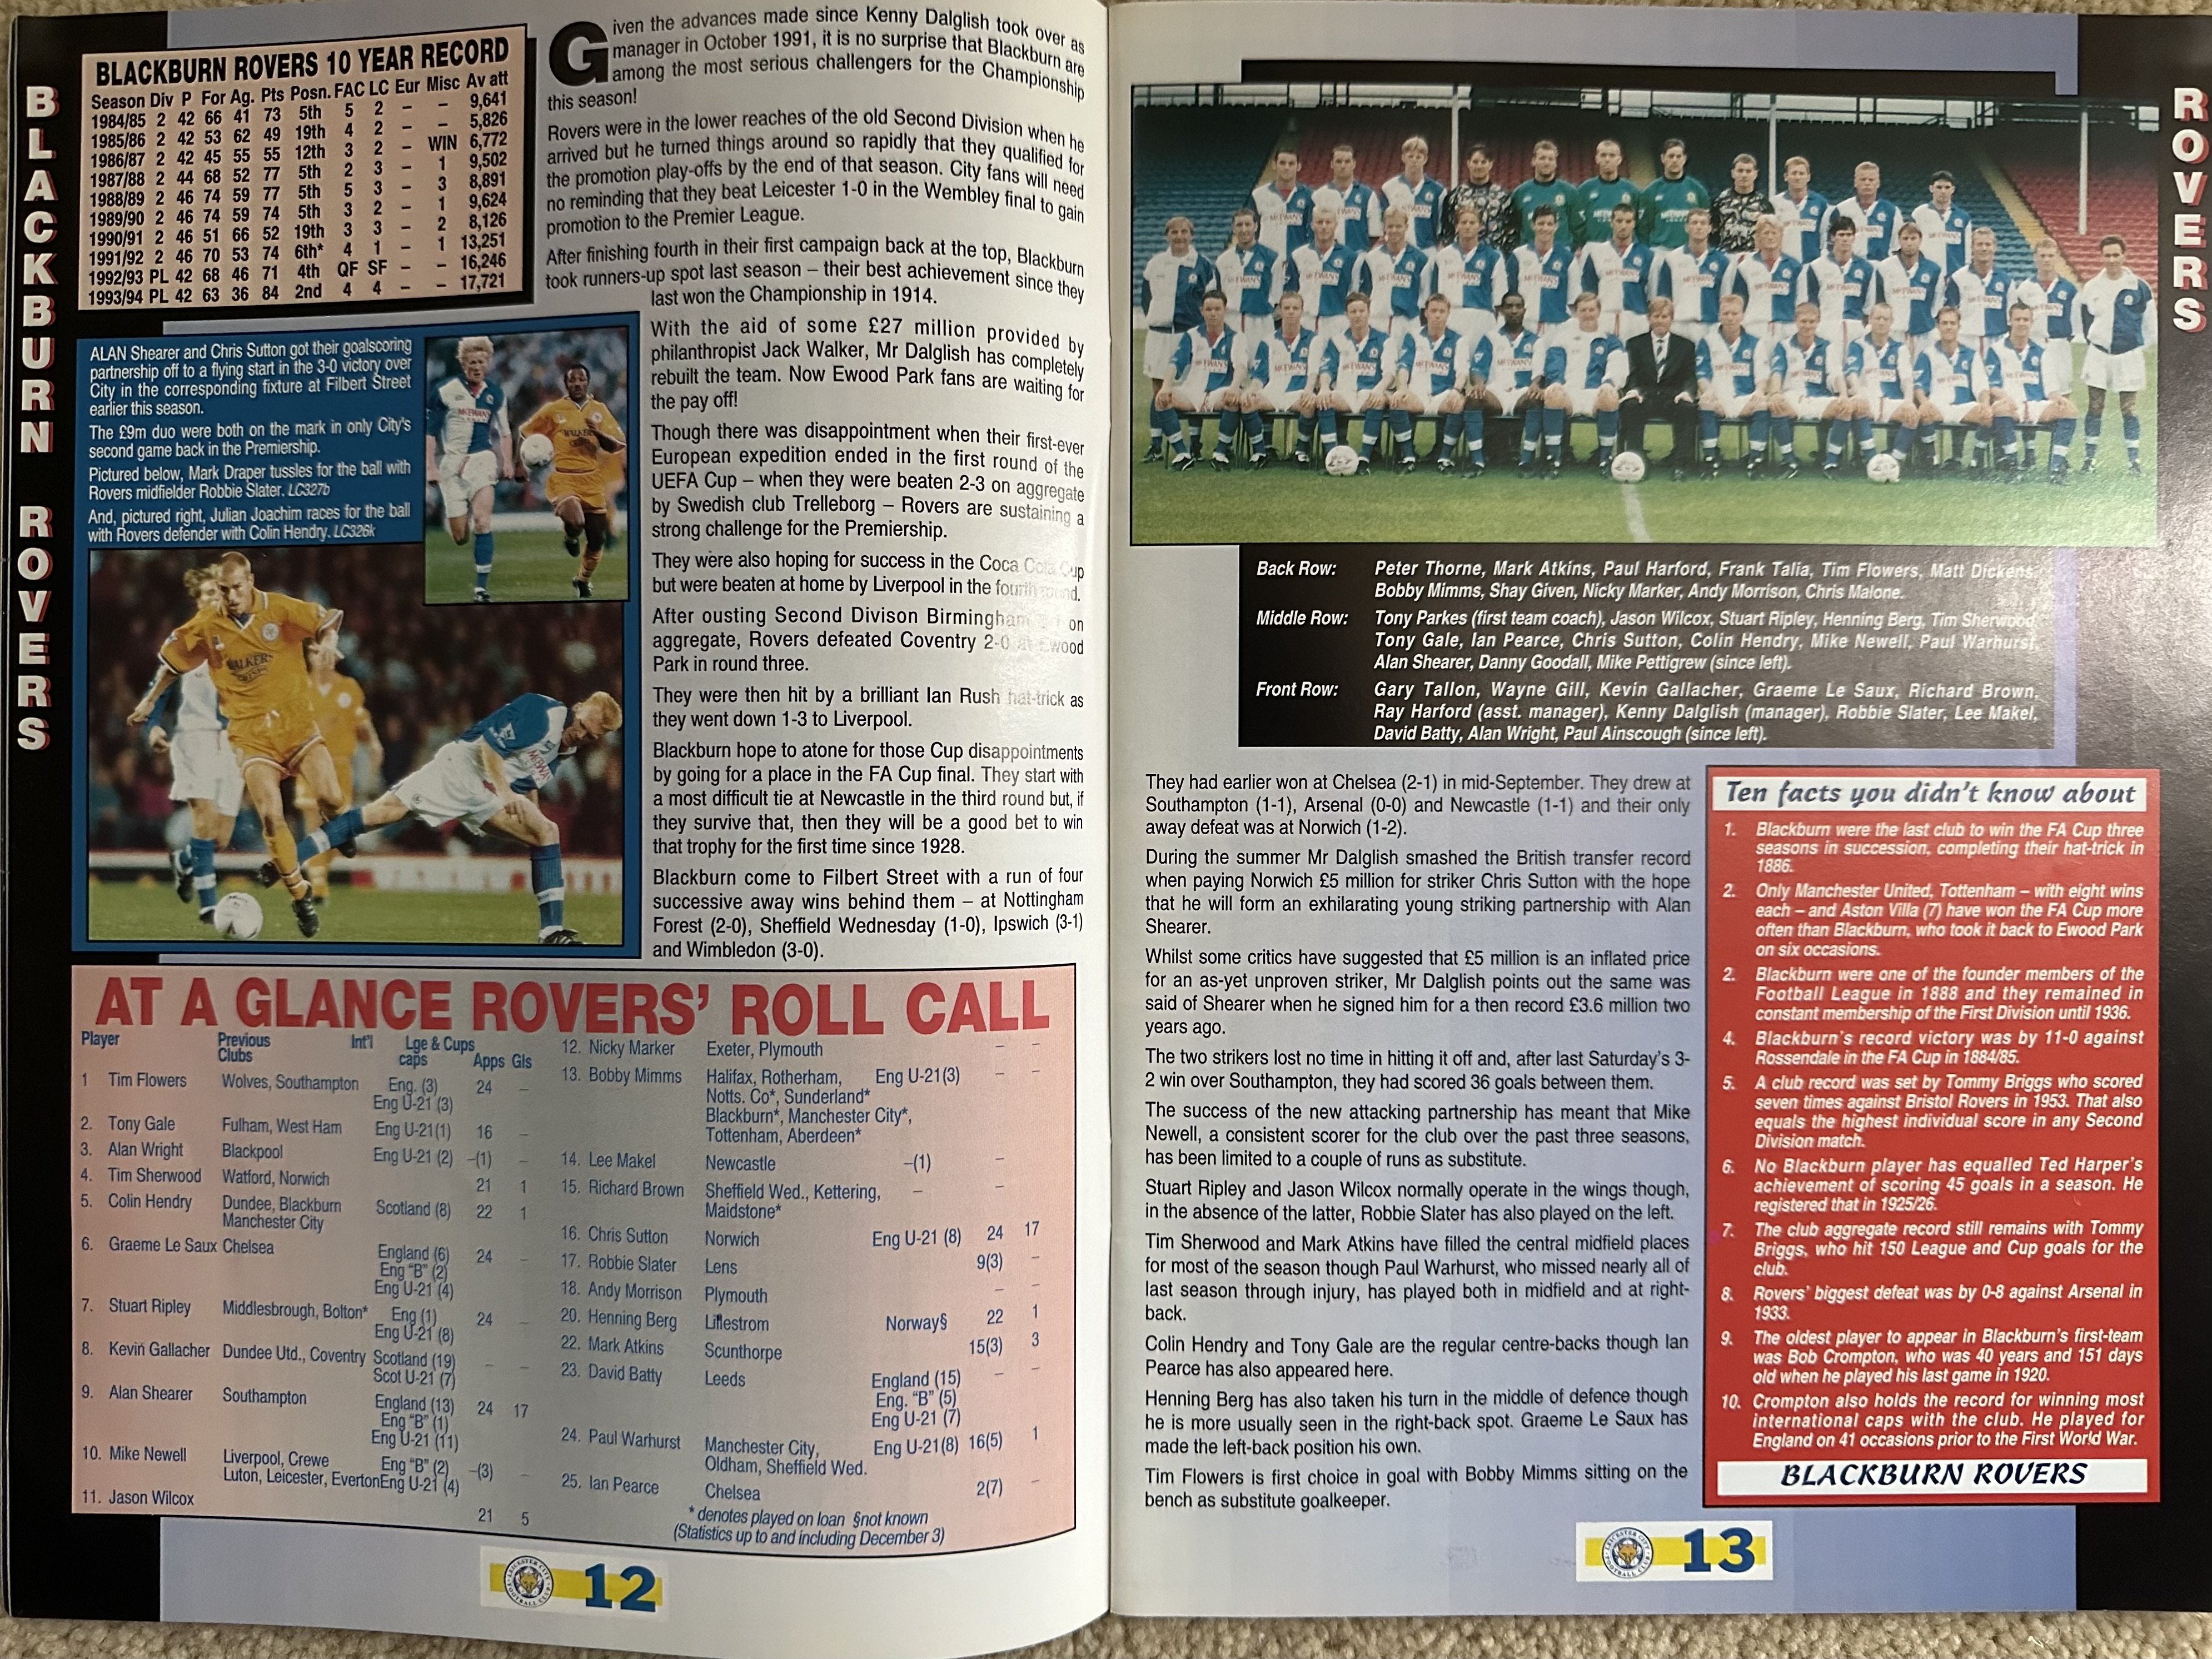 BLACKBURN ROVERS
BLACKBURN ROVERS 10 YEAR RECORD
Season Div P For Ag. Pts Posn. FAC LC Eur Misc Av att
1984/85 2 42 66 41 73 5th 5 2 – – 9,641
1985/86 2 42 53 62 49 19th 4 2 – – 5,826
1986/87 2 42 45 55 55 12th 3 2 – WIN 6,772
1987/88 2 44 68 52 77 5th 2 3 – 1 9,502
1988/89 2 46 74 59 77 5th 5 3 – 3 8,891
1989/90 2 46 74 59 74 5th 3 2 – 1 9,624
1990/91 2 46 51 66 52 19th 3 3 – 2 8,126
1991/92 2 46 70 53 74 6th* 4 1 – 1 13,251
1992/93 PL 42 68 46 71 4th QF SF – – 16,246
1993/94 PL 42 63 36 84 2nd 4 4 – – 17,721
Given the advances made since Kenny Dalglish took over as
manager in October 1991, it is no surprise that Blackburn are
among the most serious challengers for the Championship
this season!
Rovers were in the lower reaches of the old Second Division when he
arrived but he turned things around so rapidly that they qualified for
the promotion play-offs by the end of that season. City fans will need
no reminding that they beat Leicester 1-0 in the Wembley final to gain
promotion to the Premier League.
After finishing fourth in their first campaign back at the top, Blackburn
took runners-up spot last season – their best achievement since they
last won the Championship in 1914.
With the aid of some £27 million provided by
philanthropist Jack Walker, Mr Dalglish has completely
rebuilt the team. Now Ewood Park fans are waiting for
the pay off!
Though there was disappointment when their first-ever
European expedition ended in the first round of the
UEFA Cup – when they were beaten 2-3 on aggregate
by Swedish club Trelleborg – Rovers are sustaining a
strong challenge for the Premiership.
They were also hoping for success in the Coca Cola Cup
but were beaten at home by Liverpool in the fourth round.
After ousting Second Divison Birmingham on
aggregate, Rovers defeated Coventry 2-0 at Ewood
Park in round three.
They were then hit by a brilliant Ian Rush hat-trick as
they went down 1-3 to Liverpool.
Blackburn hope to atone for those Cup disappointments
by going for a place in the FA Cup final. They start with
a most difficult tie at Newcastle in the third round but, if
they survive that, then they will be a good bet to win
that trophy for the first time since 1928.
Blackburn come to Filbert Street with a run of four
successive away wins behind them – at Nottingham
Forest (2-0), Sheffield Wednesday (1-0), Ipswich (3-1)
and Wimbledon (3-0).
ALAN Shearer and Chris Sutton got their goalscoring
partnership off to a flying start in the 3-0 victory over
City in the corresponding fixture at Filbert Street
earlier this season.
The £9m duo were both on the mark in only City's
second game back in the Premiership.
Pictured below, Mark Draper tussles for the ball with
Rovers midfielder Robbie Slater. LC327b
And, pictured right, Julian Joachim races for the ball
with Rovers defender with Colin Hendry. LC326k
WALKERS
McEWAN'S
AT A GLANCE ROVERS' ROLL CALL
Player Previous Clubs Int'l caps Lge & Cups Apps Gls
1 Tim Flowers Wolves, Southampton Eng. (3) 24 –
Eng U-21 (3)
2. Tony Gale Fulham, West Ham Eng U-21(1) 16 –
3. Alan Wright Blackpool Eng U-21 (2) –(1) –
4. Tim Sherwood Watford, Norwich 21 1
5. Colin Hendry Dundee, Blackburn Scotland (8) 22 1
Manchester City
6. Graeme Le Saux Chelsea England (6) 24 –
Eng "B" (2)
Eng U-21 (4)
7. Stuart Ripley Middlesbrough, Bolton* Eng (1) 24 –
Eng U-21 (8)
8. Kevin Gallacher Dundee Utd., Coventry Scotland (19) – –
Scot U-21 (7)
9. Alan Shearer Southampton England (13) 24 17
Eng "B" (1)
Eng U-21 (11)
10. Mike Newell Liverpool, Crewe Eng "B" (2) –(3) –
Luton, Leicester, Everton Eng U-21 (4)
11. Jason Wilcox 21 5
12. Nicky Marker Exeter, Plymouth – –
13. Bobby Mimms Halifax, Rotherham, Eng U-21(3) – –
Notts. Co*, Sunderland*
Blackburn*, Manchester City*,
Tottenham, Aberdeen*
14. Lee Makel Newcastle –(1) –
15. Richard Brown Sheffield Wed., Kettering, – –
Maidstone*
16. Chris Sutton Norwich Eng U-21 (8) 24 17
17. Robbie Slater Lens 9(3) –
18. Andy Morrison Plymouth – –
20. Henning Berg Lillestrom Norway§ 22 1
22. Mark Atkins Scunthorpe 15(3) 3
23. David Batty Leeds England (15) – –
Eng. "B" (5)
Eng U-21 (7)
24. Paul Warhurst Manchester City, Eng U-21(8) 16(5) 1
Oldham, Sheffield Wed.
25. Ian Pearce Chelsea 2(7) –
* denotes played on loan §not known
(Statistics up to and including December 3)
LEICESTER CITY FOOTBALL CLUB
12
ROVERS
Back Row: Peter Thorne, Mark Atkins, Paul Harford, Frank Talia, Tim Flowers, Matt Dickens,
Bobby Mimms, Shay Given, Nicky Marker, Andy Morrison, Chris Malone.
Middle Row: Tony Parkes (first team coach), Jason Wilcox, Stuart Ripley, Henning Berg, Tim Sherwood,
Tony Gale, Ian Pearce, Chris Sutton, Colin Hendry, Mike Newell, Paul Warhurst,
Alan Shearer, Danny Goodall, Mike Pettigrew (since left).
Front Row: Gary Tallon, Wayne Gill, Kevin Gallacher, Graeme Le Saux, Richard Brown,
Ray Harford (asst. manager), Kenny Dalglish (manager), Robbie Slater, Lee Makel,
David Batty, Alan Wright, Paul Ainscough (since left).
They had earlier won at Chelsea (2-1) in mid-September. They drew at
Southampton (1-1), Arsenal (0-0) and Newcastle (1-1) and their only
away defeat was at Norwich (1-2).
During the summer Mr Dalglish smashed the British transfer record
when paying Norwich £5 million for striker Chris Sutton with the hope
that he will form an exhilarating young striking partnership with Alan
Shearer.
Whilst some critics have suggested that £5 million is an inflated price
for an as-yet unproven striker, Mr Dalglish points out the same was
said of Shearer when he signed him for a then record £3.6 million two
years ago.
The two strikers lost no time in hitting it off and, after last Saturday's 3-
2 win over Southampton, they had scored 36 goals between them.
The success of the new attacking partnership has meant that Mike
Newell, a consistent scorer for the club over the past three seasons,
has been limited to a couple of runs as substitute.
Stuart Ripley and Jason Wilcox normally operate in the wings though,
in the absence of the latter, Robbie Slater has also played on the left.
Tim Sherwood and Mark Atkins have filled the central midfield places
for most of the season though Paul Warhurst, who missed nearly all of
last season through injury, has played both in midfield and at right-
back.
Colin Hendry and Tony Gale are the regular centre-backs though Ian
Pearce has also appeared here.
Henning Berg has also taken his turn in the middle of defence though
he is more usually seen in the right-back spot. Graeme Le Saux has
made the left-back position his own.
Tim Flowers is first choice in goal with Bobby Mimms sitting on the
bench as substitute goalkeeper.
Ten facts you didn't know about
1. Blackburn were the last club to win the FA Cup three
seasons in succession, completing their hat-trick in
1886.
2. Only Manchester United, Tottenham – with eight wins
each – and Aston Villa (7) have won the FA Cup more
often than Blackburn, who took it back to Ewood Park
on six occasions.
2. Blackburn were one of the founder members of the
Football League in 1888 and they remained in
constant membership of the First Division until 1936.
4. Blackburn's record victory was by 11-0 against
Rossendale in the FA Cup in 1884/85.
5. A club record was set by Tommy Briggs who scored
seven times against Bristol Rovers in 1953. That also
equals the highest individual score in any Second
Division match.
6. No Blackburn player has equalled Ted Harper's
achievement of scoring 45 goals in a season. He
registered that in 1925/26.
7. The club aggregate record still remains with Tommy
Briggs, who hit 150 League and Cup goals for the
club.
8. Rovers' biggest defeat was by 0-8 against Arsenal in
1933.
9. The oldest player to appear in Blackburn's first-team
was Bob Crompton, who was 40 years and 151 days
old when he played his last game in 1920.
10. Crompton also holds the record for winning most
international caps with the club. He played for
England on 41 occasions prior to the First World War.
BLACKBURN ROVERS
13